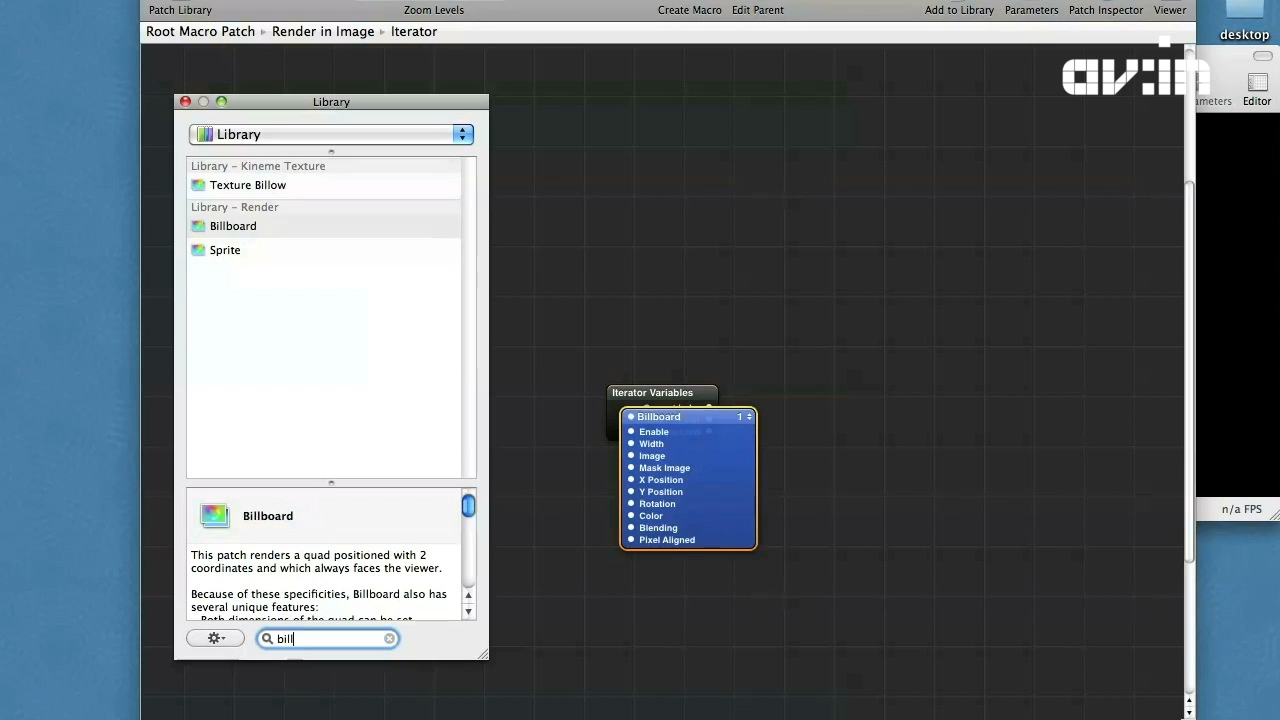 Patch Library
Zoom Levels
Create Macro
Edit Parent
Add to Library
Parameters
Patch Inspector
Viewer
Root Macro Patch ▸ Render in Image ▸ Iterator
desktop
av:in
Editor
Library
Library
Library - Kineme Texture
Texture Billow
Library - Render
Billboard
Sprite
Iterator Variables
Billboard 1
Enable
Width
Image
Mask Image
X Position
Y Position
Rotation
Color
Blending
Pixel Aligned
n/a FPS
Billboard
This patch renders a quad positioned with 2
coordinates and which always faces the viewer.
Because of these specificities, Billboard also has
several unique features:
bill